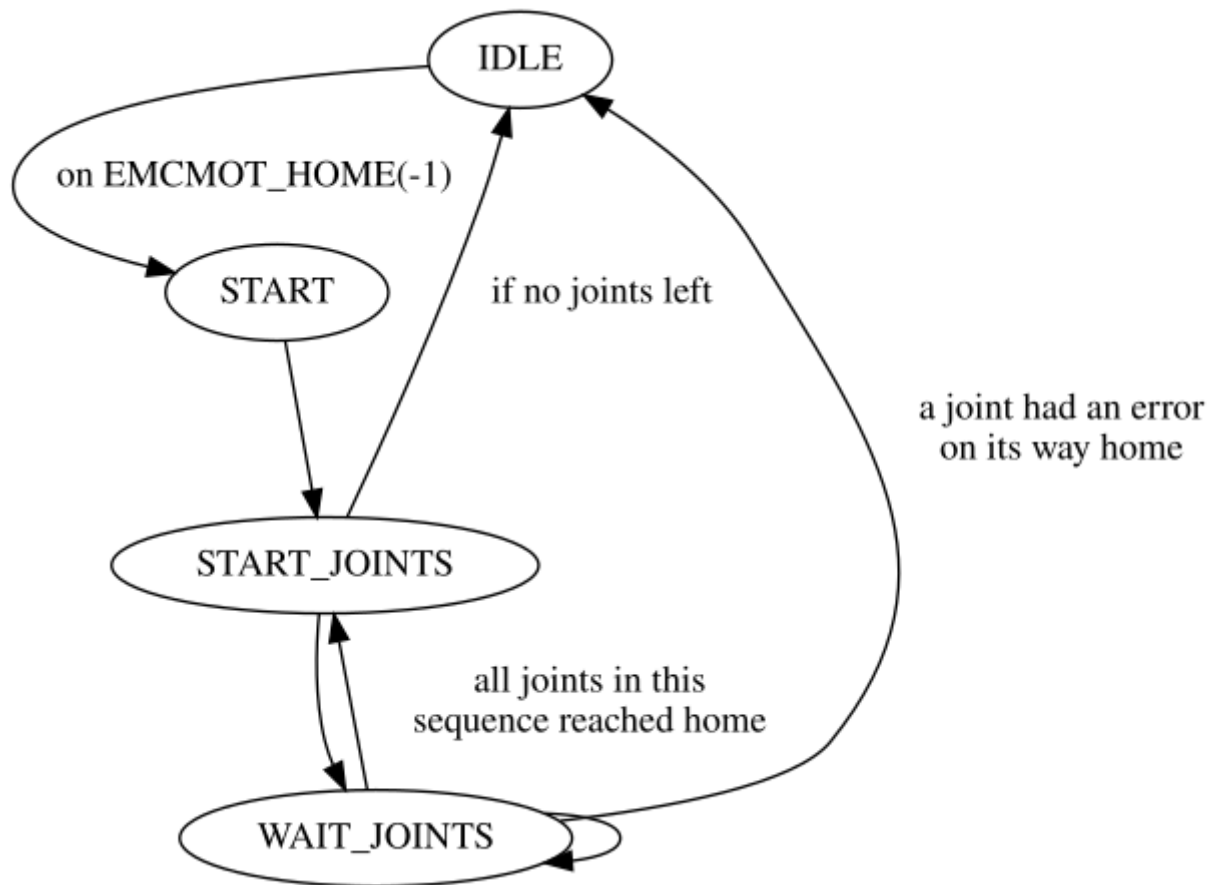 IDLE
on EMCMOT_HOME(-1)
START
if no joints left
a joint had an error
on its way home
START_JOINTS
all joints in this
sequence reached home
WAIT_JOINTS